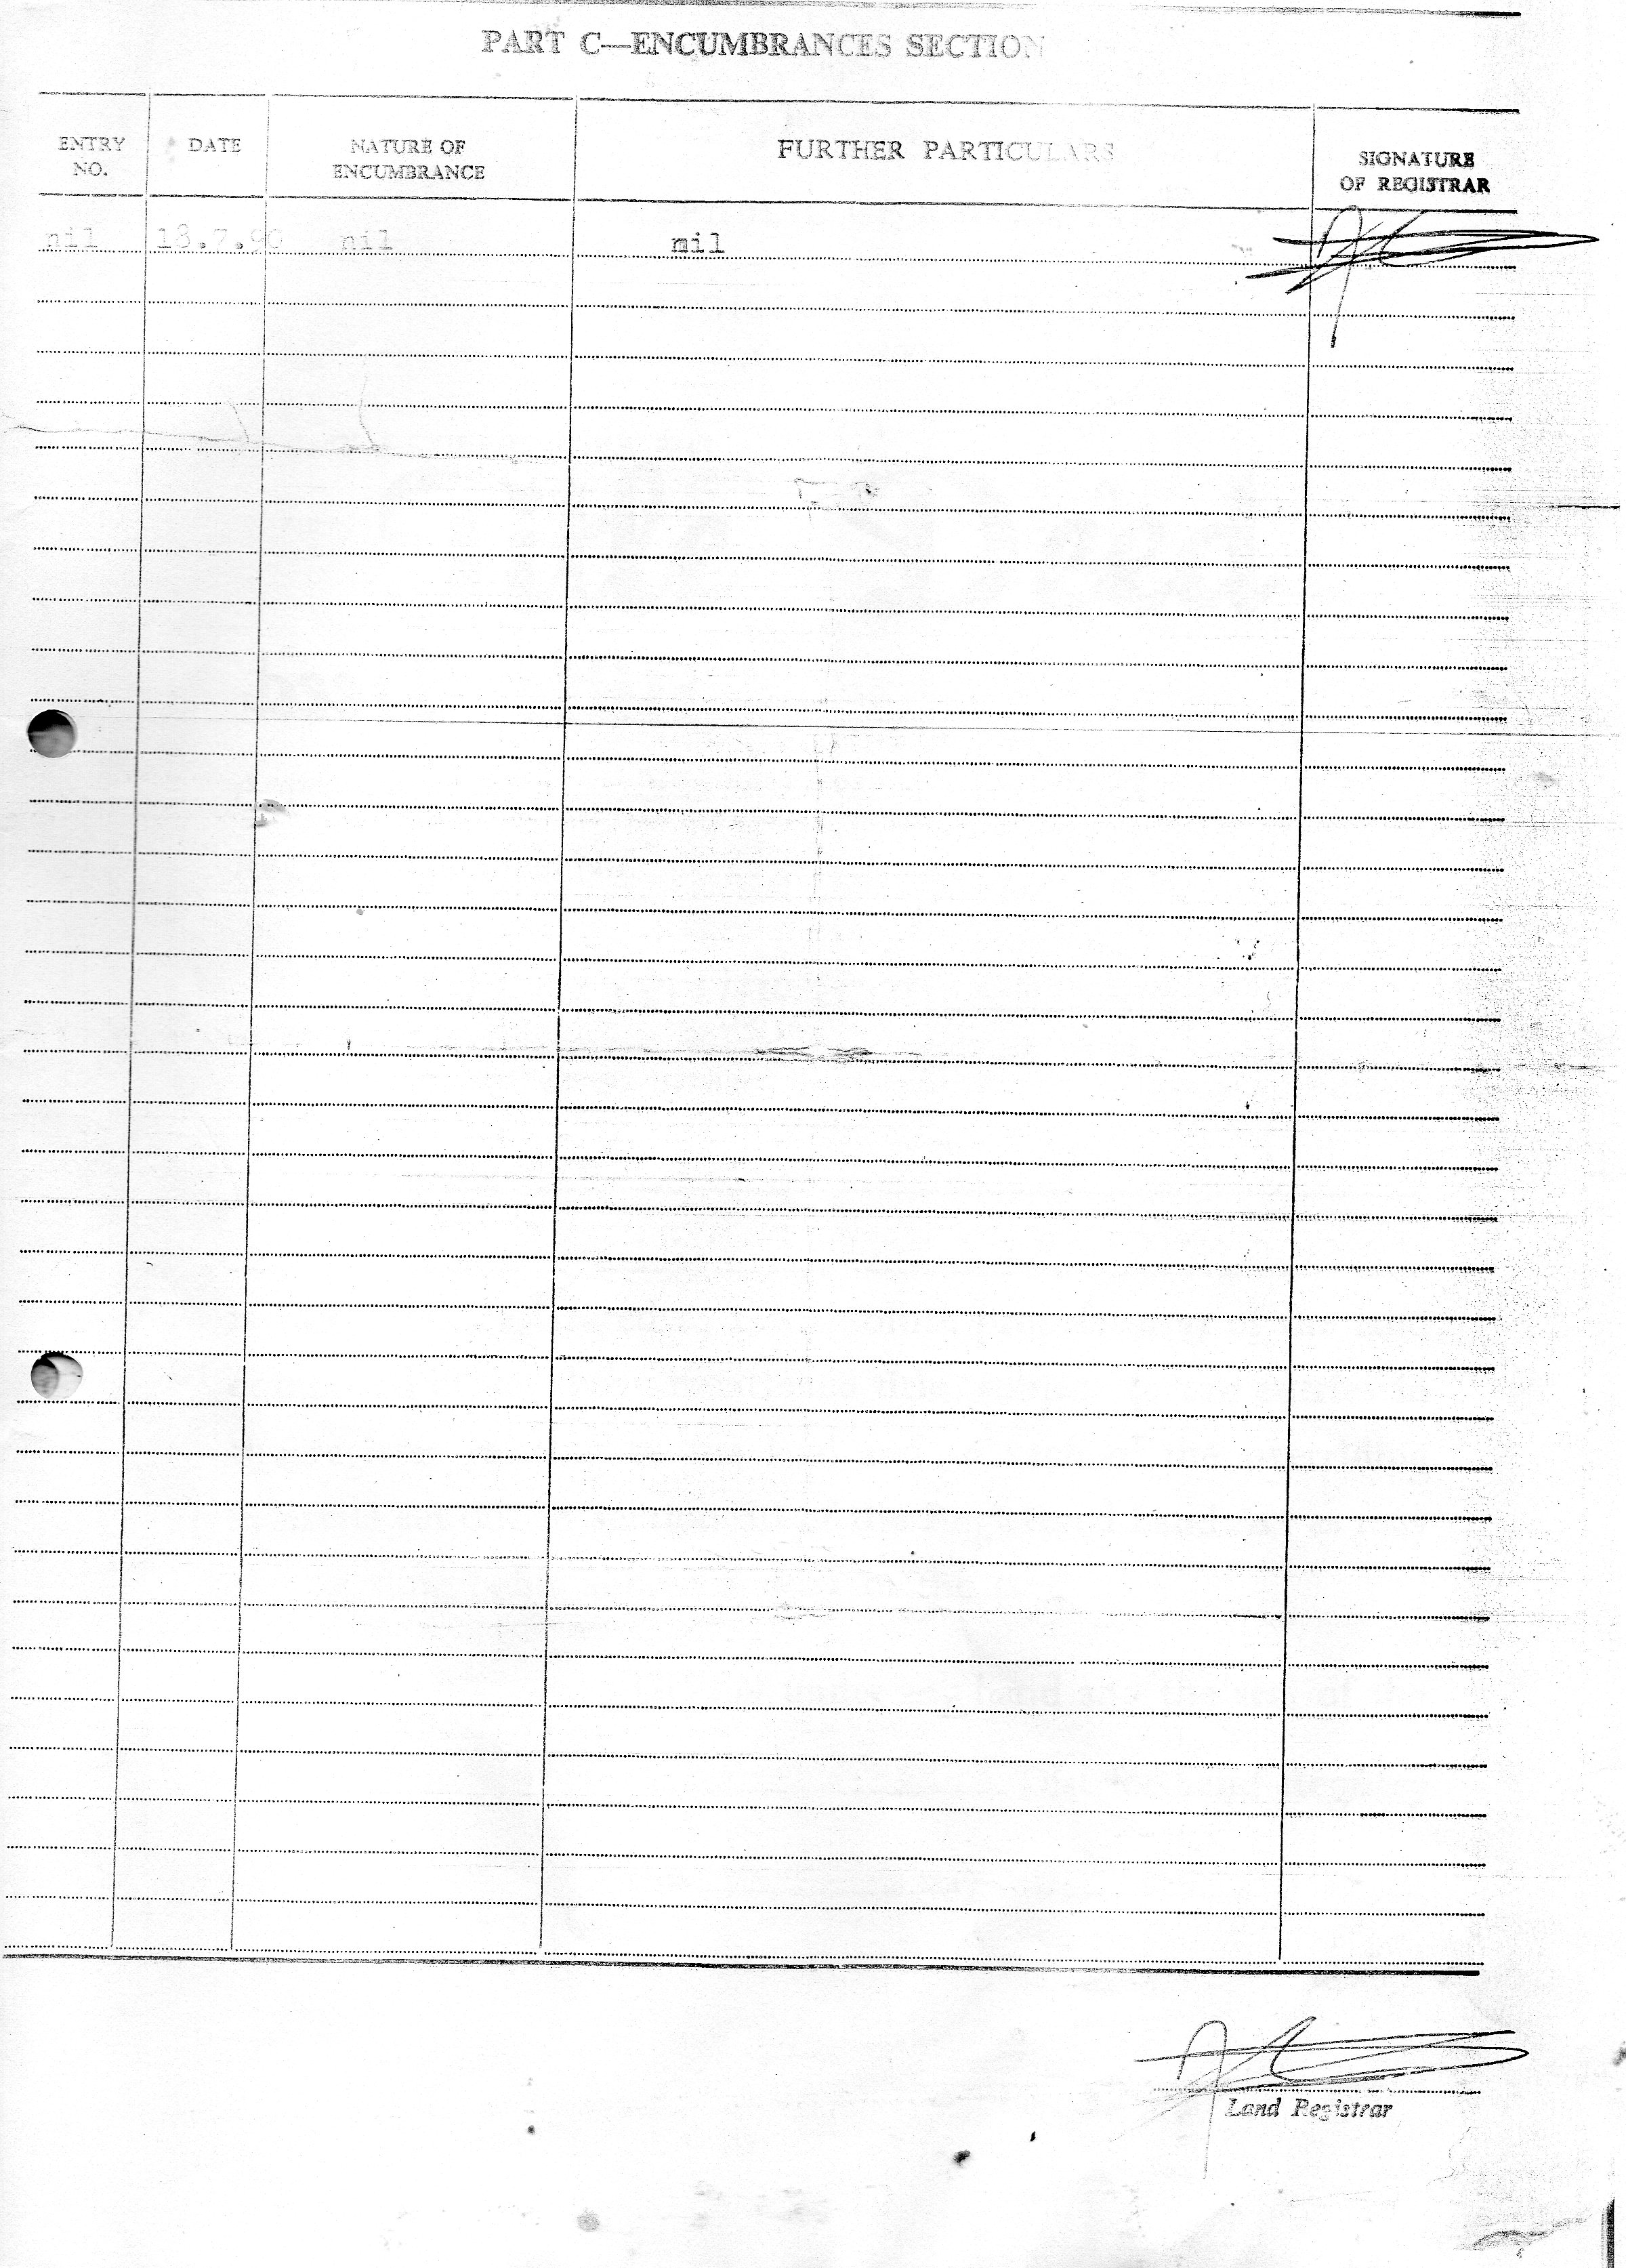 PART C—ENCUMBRANCES SECTION
ENTRY NO.
DATE
NATURE OF ENCUMBRANCE
FURTHER PARTICULARS
SIGNATURE OF REGISTRAR
nil 18.7.90 nil nil
Land Registrar